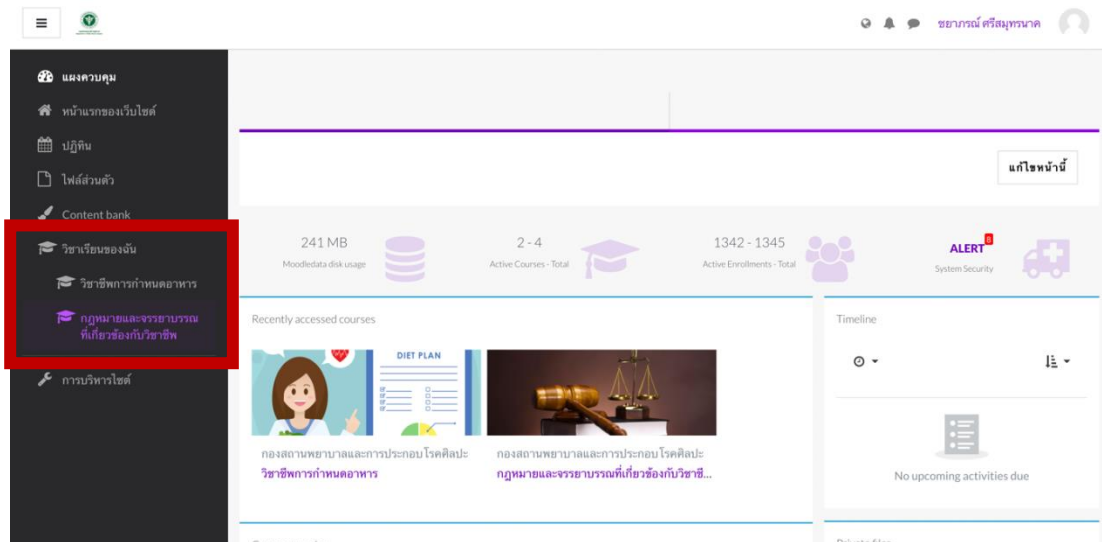 ชยาภรณ์ ศรีสมุทรนาค
แผงควบคุม
หน้าแรกของเว็บไซต์
ปฏิทิน
ไฟล์ส่วนตัว
Content bank
วิชาเรียนของฉัน
วิชาชีพการกำหนดอาหาร
กฎหมายและจรรยาบรรณ
ที่เกี่ยวข้องกับวิชาชีพ
การบริหารไซต์
แก้ไขหน้านี้
241 MB
Moodledata disk usage
2 - 4
Active Courses - Total
1342 - 1345
Active Enrollments - Total
ALERT
8
System Security
Recently accessed courses
DIET PLAN
กองสถานพยาบาลและการประกอบโรคศิลปะ
วิชาชีพการกำหนดอาหาร
กองสถานพยาบาลและการประกอบโรคศิลปะ
กฎหมายและจรรยาบรรณที่เกี่ยวข้องกับวิชาชี...
Timeline
No upcoming activities due